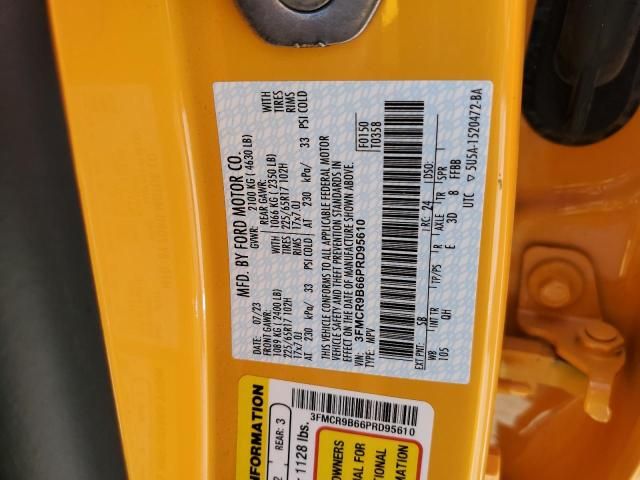 MFD. BY FORD MOTOR CO.
DATE: 07/23 GVWR: 2100 KG ( 4630 LB)
FRONT GAWR: REAR GAWR:
1089 KG (2400 LB) 1066 KG (2350 LB) WITH
225/65R17 102H 225/65R17 102H TIRES
17x7.0J 17x7.0J RIMS
AT 230 kPa/ 33 PSI COLD AT 230 kPa/ 33 PSI COLD
WITH
TIRES
RIMS
THIS VEHICLE CONFORMS TO ALL APPLICABLE FEDERAL MOTOR
VEHICLE SAFETY AND THEFT PREVENTION STANDARDS IN
EFFECT ON THE DATE OF MANUFACTURE SHOWN ABOVE.
VIN: 3FMCR9B66PRD95610
TYPE: MPV
F0150
T0358
EXT PNT: SB RC: 24 DSO:
WB INT TR TP/PS R AXLE TR SPR
105 QH E 3D 8 FFBB
UTC ▽ 5U5A-1520472-BA
INFORMATION
REAR: 3
1128 lbs.
3FMCR9B66PRD95610
OWNERS
FOR
INFORMATION